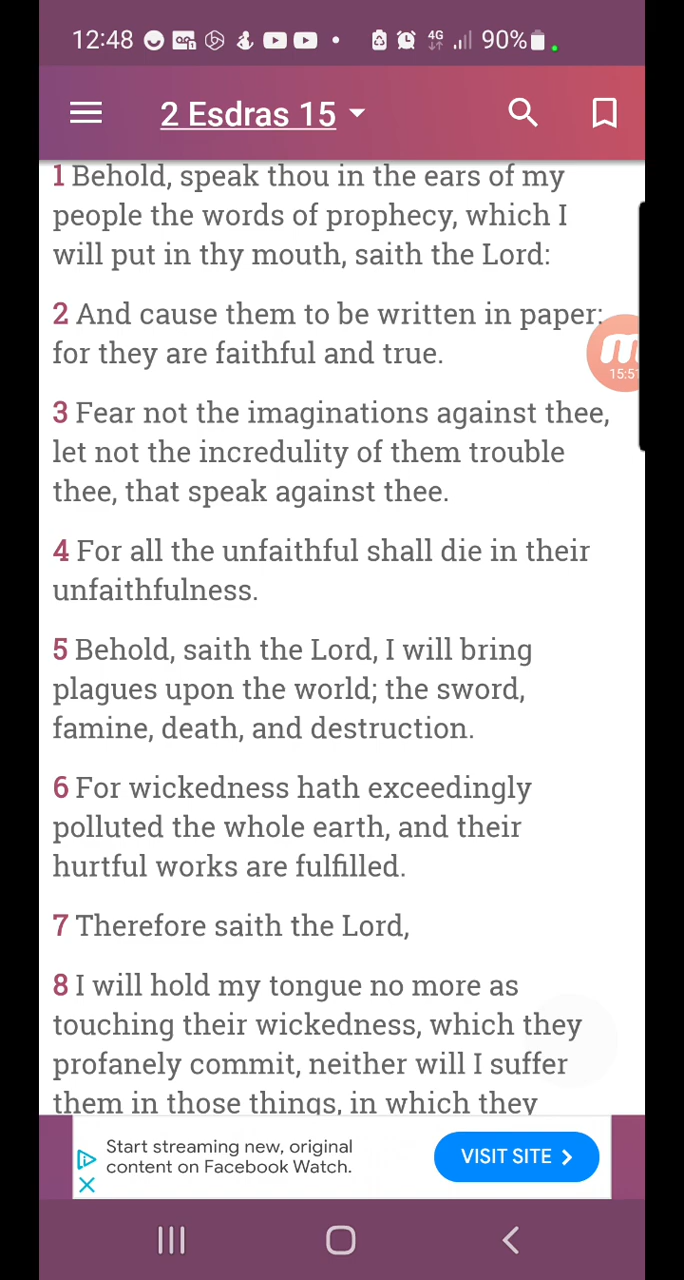 12:48 4G 90%
2 Esdras 15
1 Behold, speak thou in the ears of my
people the words of prophecy, which I
will put in thy mouth, saith the Lord:
2 And cause them to be written in paper:
for they are faithful and true.
15:51
3 Fear not the imaginations against thee,
let not the incredulity of them trouble
thee, that speak against thee.
4 For all the unfaithful shall die in their
unfaithfulness.
5 Behold, saith the Lord, I will bring
plagues upon the world; the sword,
famine, death, and destruction.
6 For wickedness hath exceedingly
polluted the whole earth, and their
hurtful works are fulfilled.
7 Therefore saith the Lord,
8 I will hold my tongue no more as
touching their wickedness, which they
profanely commit, neither will I suffer
them in those things, in which they
Start streaming new, original
content on Facebook Watch.
VISIT SITE